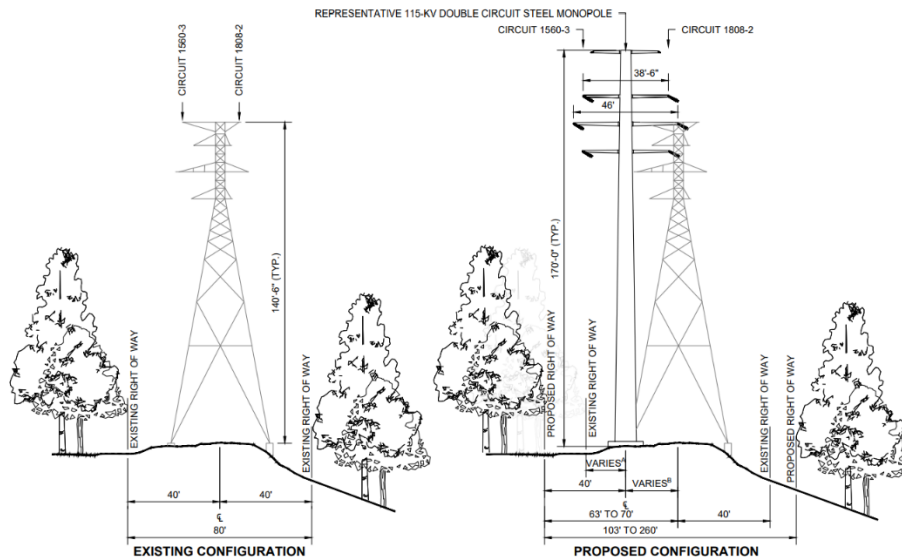 REPRESENTATIVE 115-KV DOUBLE CIRCUIT STEEL MONOPOLE
CIRCUIT 1560-3
CIRCUIT 1808-2
140'-6" (TYP.)
EXISTING RIGHT OF WAY
EXISTING RIGHT OF WAY
40'
40'
℄
80'
EXISTING CONFIGURATION
CIRCUIT 1560-3
CIRCUIT 1808-2
38'-6"
46'
170'-0" (TYP.)
PROPOSED RIGHT OF WAY
EXISTING RIGHT OF WAY
EXISTING RIGHT OF WAY
PROPOSED RIGHT OF WAY
VARIESᴬ
40'
VARIESᴮ
℄
63' TO 70'
40'
103' TO 260'
PROPOSED CONFIGURATION